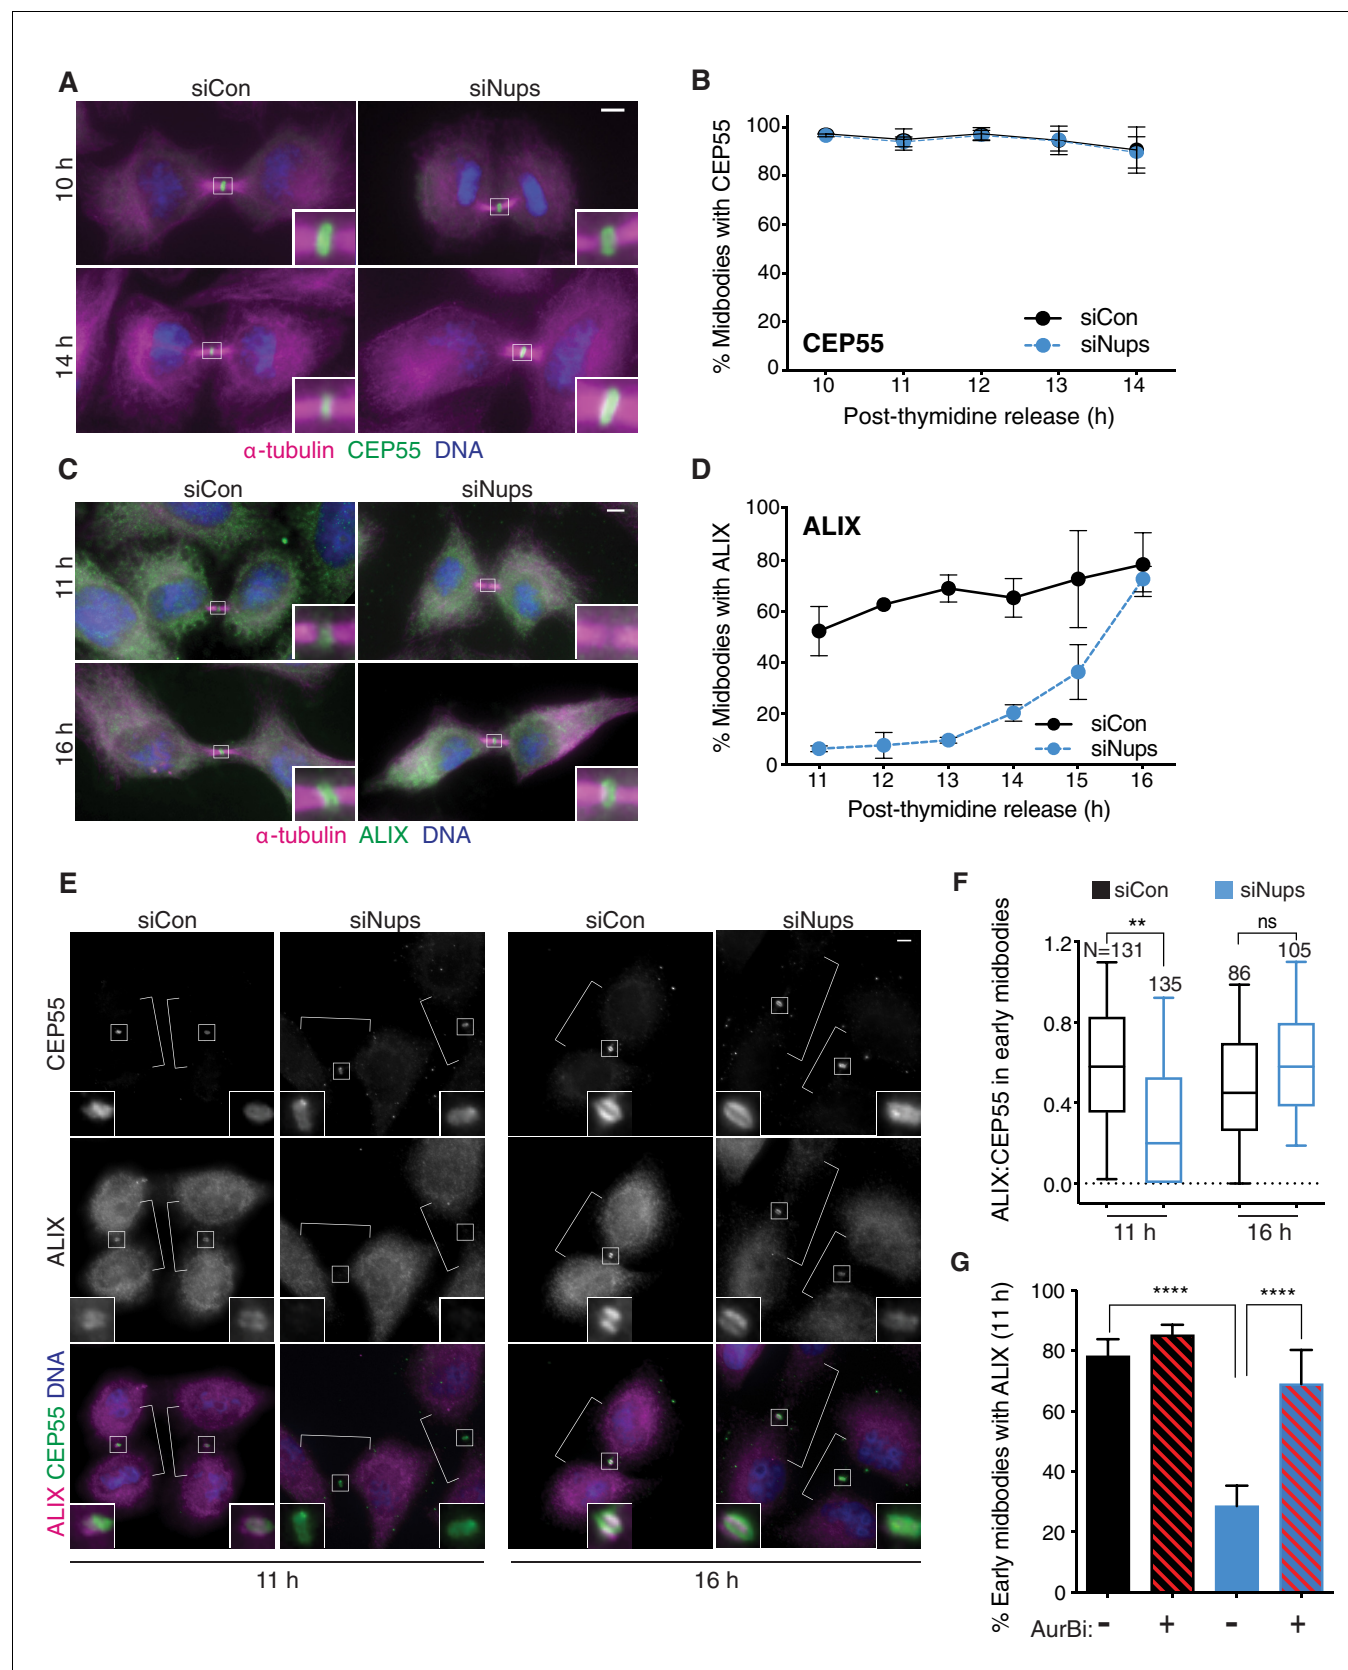 A
siCon
siNups
10 h
14 h
α-tubulin CEP55 DNA
B
% Midbodies with CEP55
100
80
60
40
20
0
CEP55
siCon
siNups
10 11 12 13 14
Post-thymidine release (h)
C
siCon
siNups
11 h
16 h
α-tubulin ALIX DNA
D
% Midbodies with ALIX
100
80
60
40
20
0
ALIX
siCon
siNups
11 12 13 14 15 16
Post-thymidine release (h)
E
siCon
siNups
siCon
siNups
CEP55
ALIX
ALIX CEP55 DNA
11 h
16 h
F
siCon
siNups
ALIX:CEP55 in early midbodies
1.2
0.8
0.4
0.0
**
ns
N=131
135
86
105
11 h
16 h
G
% Early midbodies with ALIX (11 h)
100
80
60
40
20
0
****
****
AurBi: - + - +